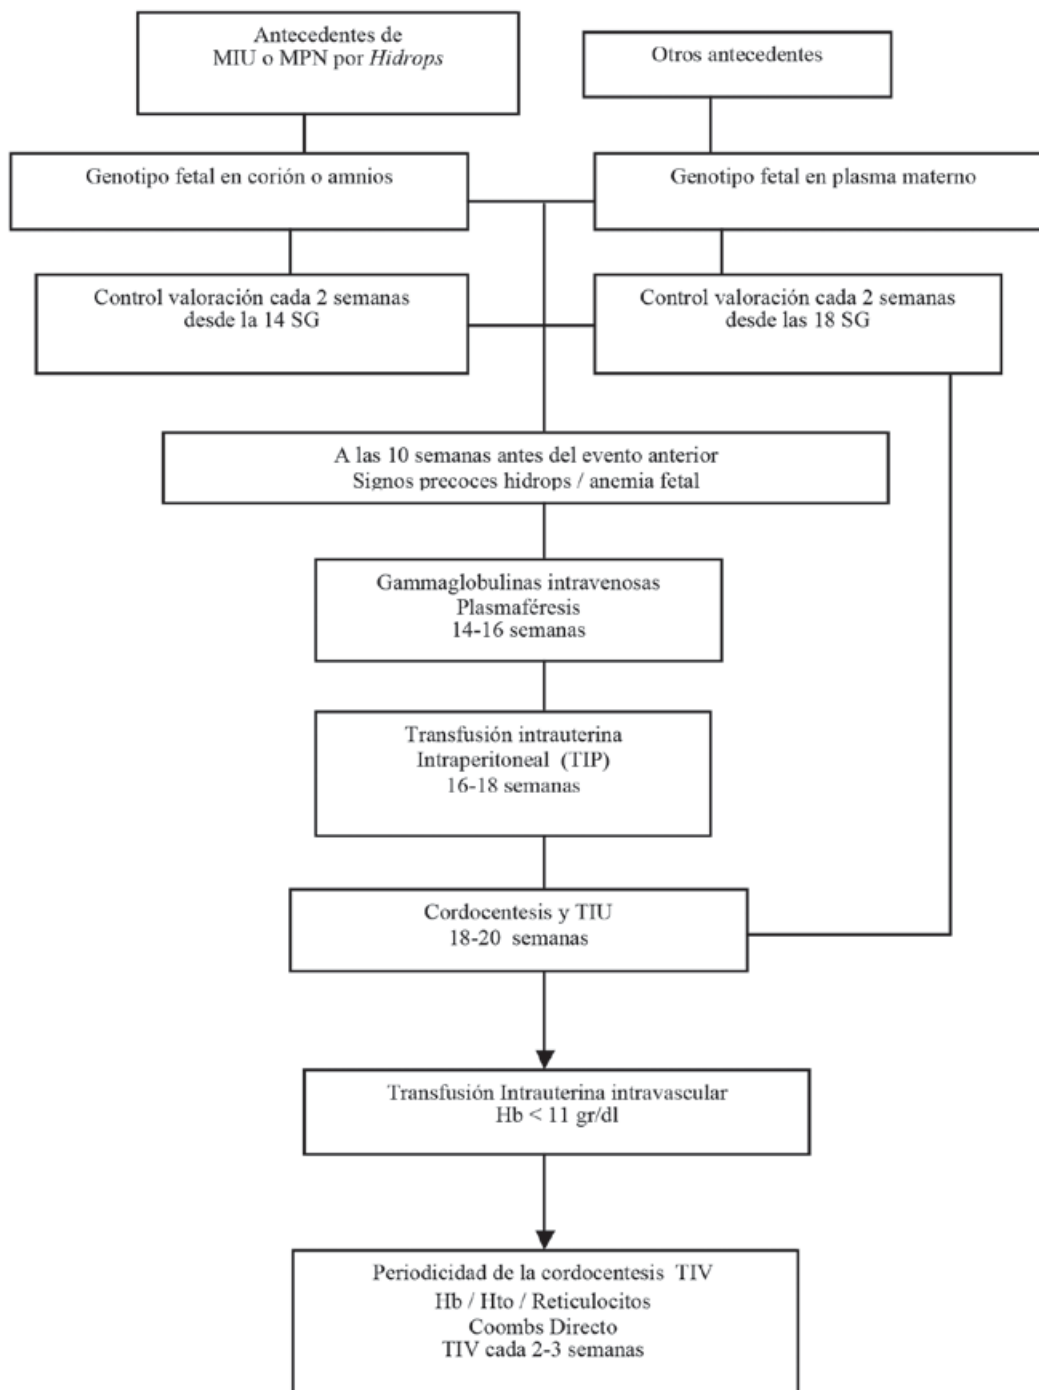 Antecedentes de
MIU o MPN por Hidrops
Otros antecedentes
Genotipo fetal en corión o amnios
Genotipo fetal en plasma materno
Control valoración cada 2 semanas
desde la 14 SG
Control valoración cada 2 semanas
desde las 18 SG
A las 10 semanas antes del evento anterior
Signos precoces hidrops / anemia fetal
Gammaglobulinas intravenosas
Plasmaféresis
14-16 semanas
Transfusión intrauterina
Intraperitoneal (TIP)
16-18 semanas
Cordocentesis y TIU
18-20 semanas
Transfusión Intrauterina intravascular
Hb < 11 gr/dl
Periodicidad de la cordocentesis TIV
Hb / Hto / Reticulocitos
Coombs Directo
TIV cada 2-3 semanas